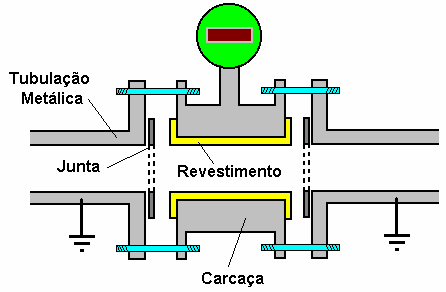 Tubulação
Metálica
Junta
Revestimento
Carcaça